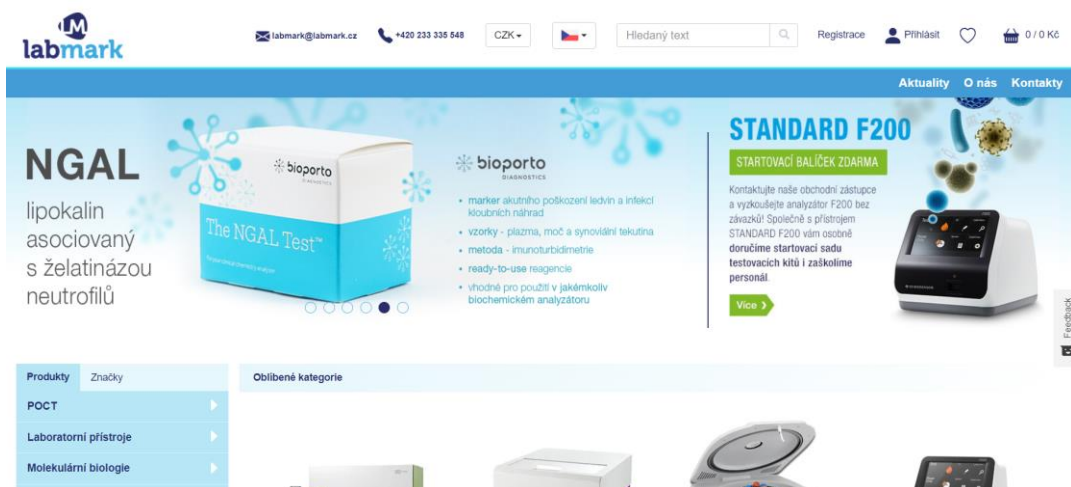 labmark
labmark@labmark.cz
+420 233 335 548
CZK
Hledaný text
Registrace
Přihlásit
0 / 0 Kč
Aktuality O nás Kontakty
NGAL
lipokalin
asociovaný
s želatinázou
neutrofilů
bioporto
The NGAL Test™
bioporto
DIAGNOSTICS
• marker akutního poškození ledvin a infekcí
kloubních náhrad
• vzorky - plazma, moč a synoviální tekutina
• metoda - imunoturbidimetrie
• ready-to-use reagencie
• vhodné pro použití v jakémkoliv
biochemickém analyzátoru
STANDARD F200
STARTOVACÍ BALÍČEK ZDARMA
Kontaktujte naše obchodní zástupce
a vyzkoušejte analyzátor F200 bez
závazků! Společně s přístrojem
STANDARD F200 vám osobně
doručíme startovací sadu
testovacích kitů i zaškolíme
personál.
Více
Feedback
Produkty Značky
POCT
Laboratorní přístroje
Molekulární biologie
Oblíbené kategorie